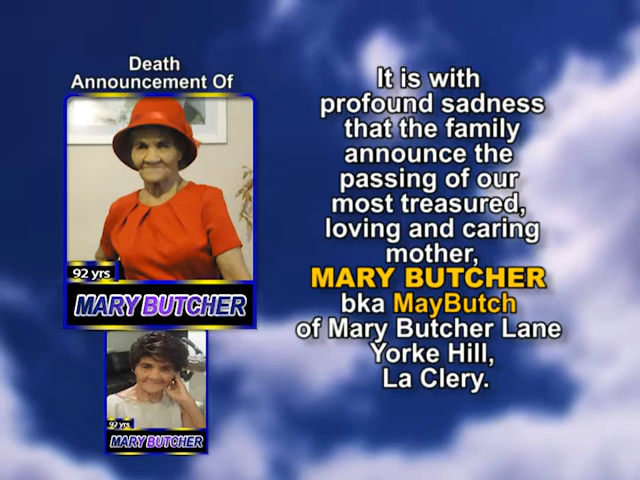 Death
Announcement Of
92 yrs
MARY BUTCHER
92 yrs
MARY BUTCHER
It is with
profound sadness
that the family
announce the
passing of our
most treasured,
loving and caring
mother,
MARY BUTCHER
bka MayButch
of Mary Butcher Lane
Yorke Hill,
La Clery.